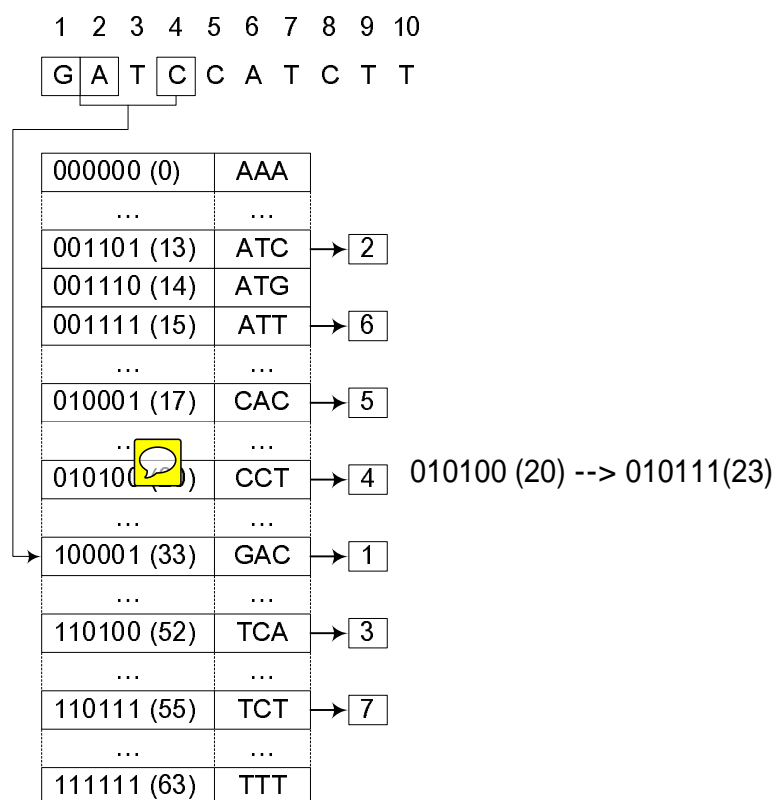 1 2 3 4 5 6 7 8 9 10
G A T C C A T C T T
000000 (0) AAA
... ...
001101 (13) ATC 2
001110 (14) ATG
001111 (15) ATT 6
... ...
010001 (17) CAC 5
... ...
010100 CCT 4 010100 (20) --> 010111(23)
... ...
100001 (33) GAC 1
... ...
110100 (52) TCA 3
... ...
110111 (55) TCT 7
... ...
111111 (63) TTT